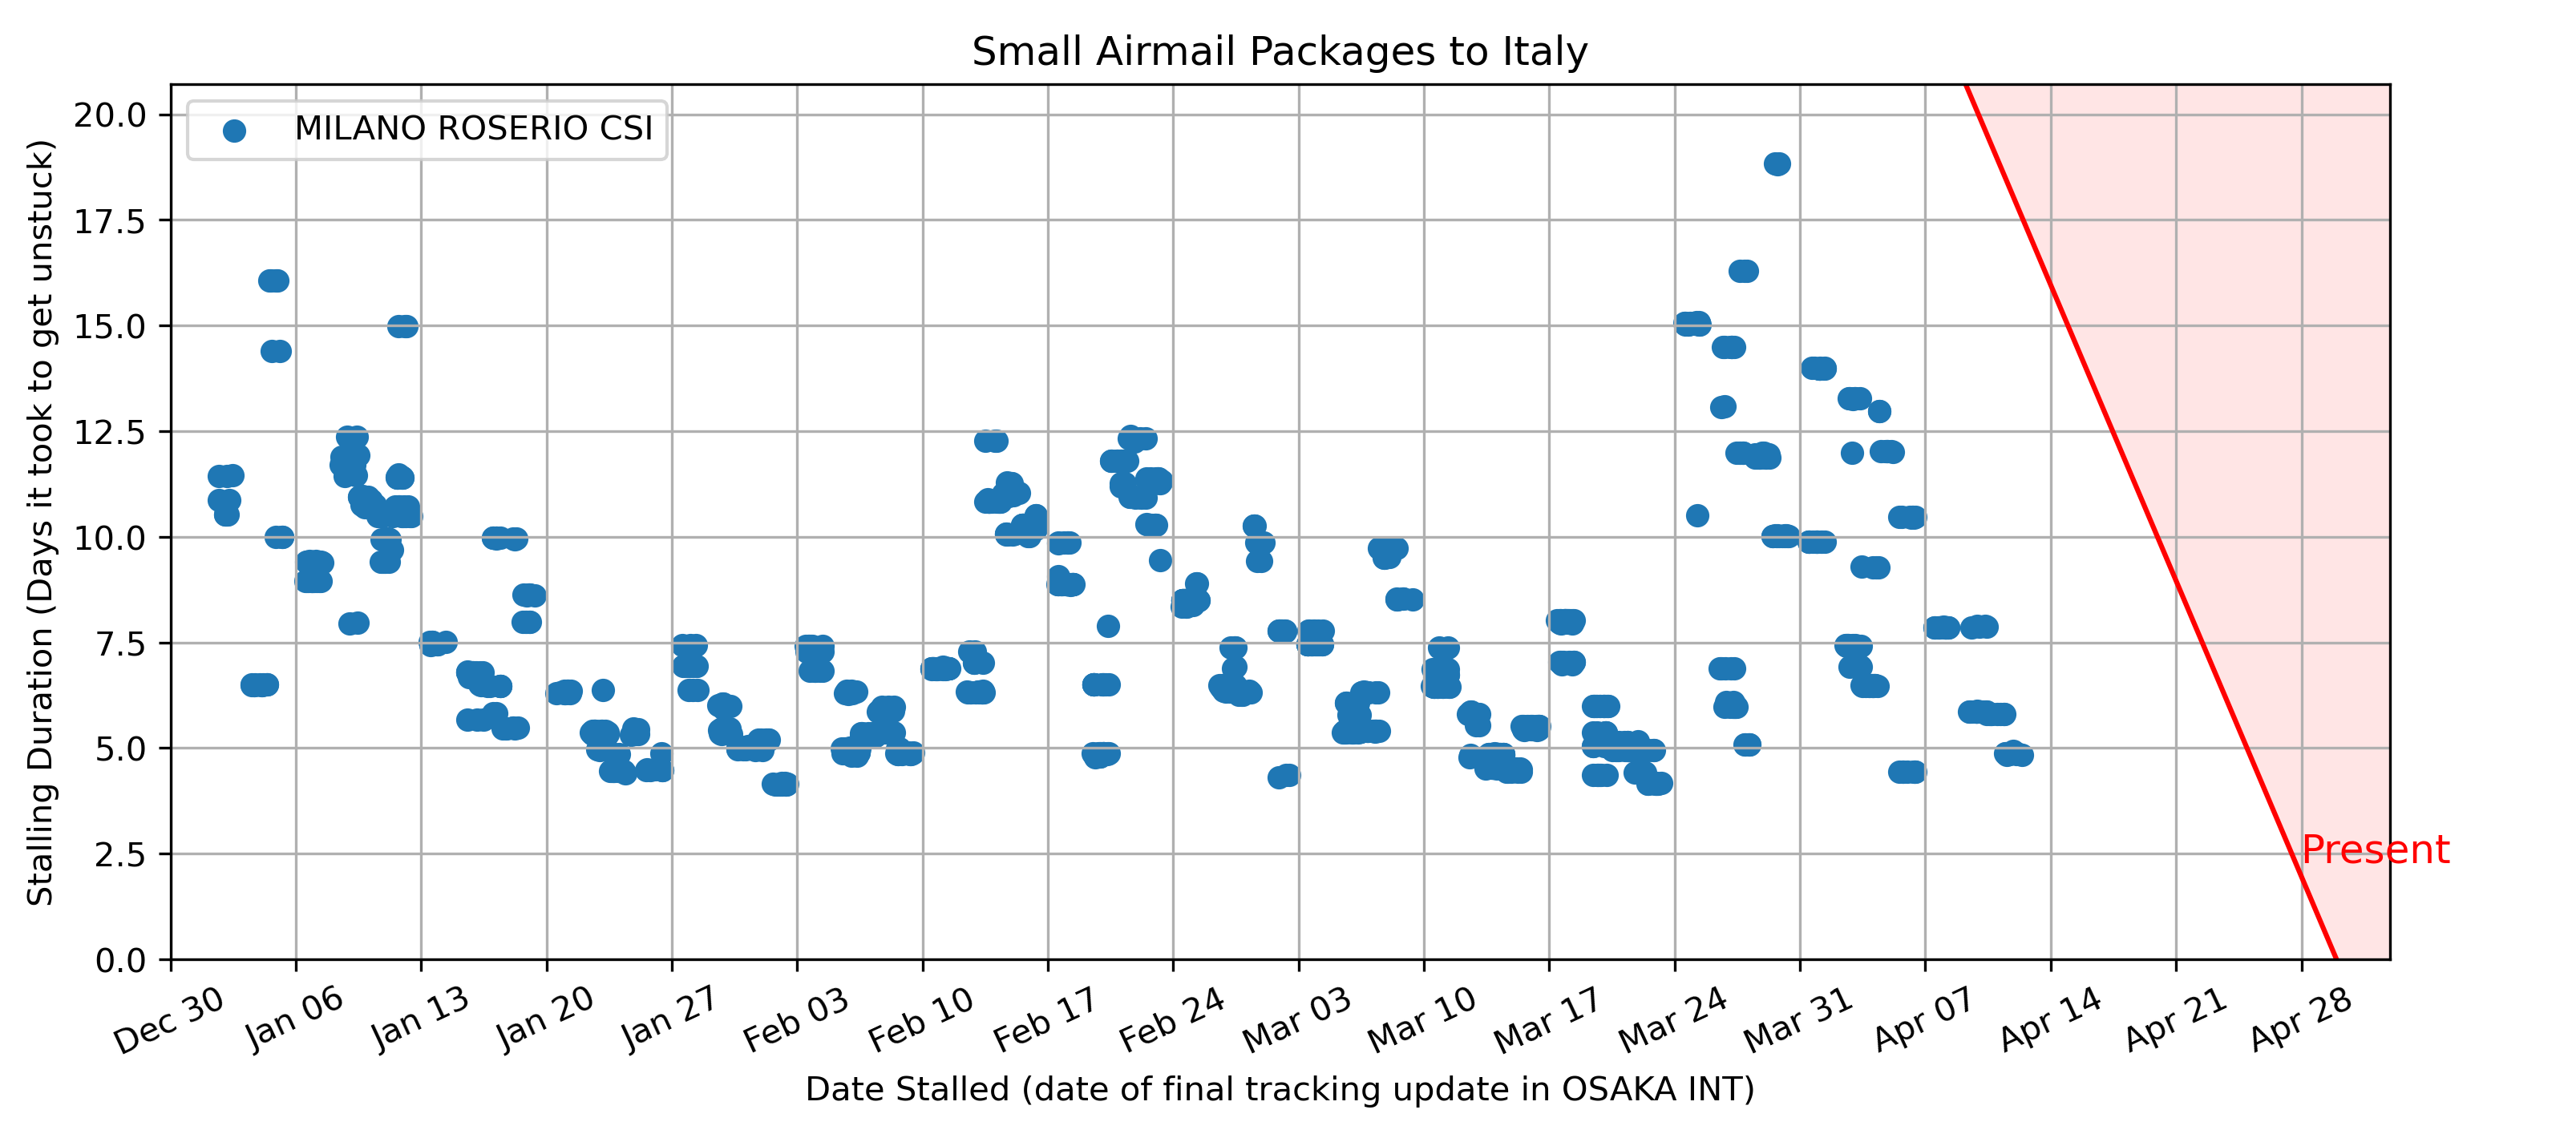 Small Airmail Packages to Italy
MILANO ROSERIO CSI
Stalling Duration (Days it took to get unstuck)
20.0
17.5
15.0
12.5
10.0
7.5
5.0
2.5
0.0
Present
Dec 30 Jan 06 Jan 13 Jan 20 Jan 27 Feb 03 Feb 10 Feb 17 Feb 24 Mar 03 Mar 10 Mar 17 Mar 24 Mar 31 Apr 07 Apr 14 Apr 21 Apr 28
Date Stalled (date of final tracking update in OSAKA INT)